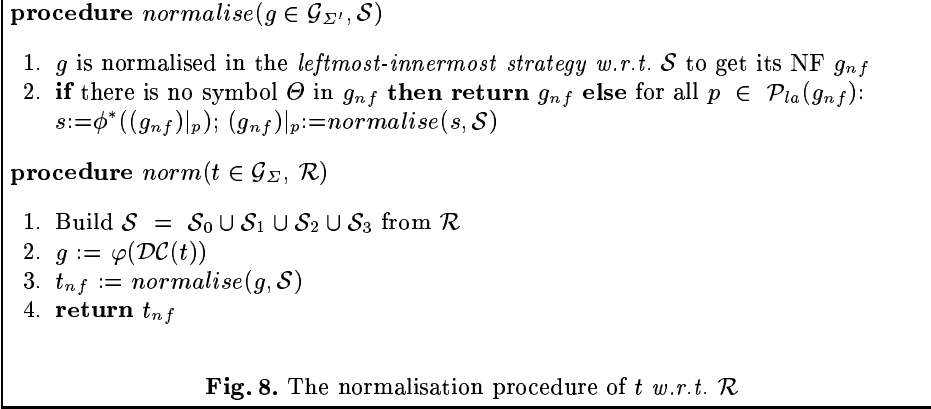 procedure normalise(g ∈ 𝒢_Σ′, 𝒮)
1. g is normalised in the leftmost-innermost strategy w.r.t. 𝒮 to get its NF g_nf
2. if there is no symbol Θ in g_nf then return g_nf else for all p ∈ 𝒫_la(g_nf):
s:=ϕ*((g_nf)|_p); (g_nf)|_p:=normalise(s, 𝒮)
procedure norm(t ∈ 𝒢_Σ, ℛ)
1. Build 𝒮 = 𝒮_0 ∪ 𝒮_1 ∪ 𝒮_2 ∪ 𝒮_3 from ℛ
2. g := φ(𝒟𝒞(t))
3. t_nf := normalise(g, 𝒮)
4. return t_nf
Fig. 8. The normalisation procedure of t w.r.t. ℛ